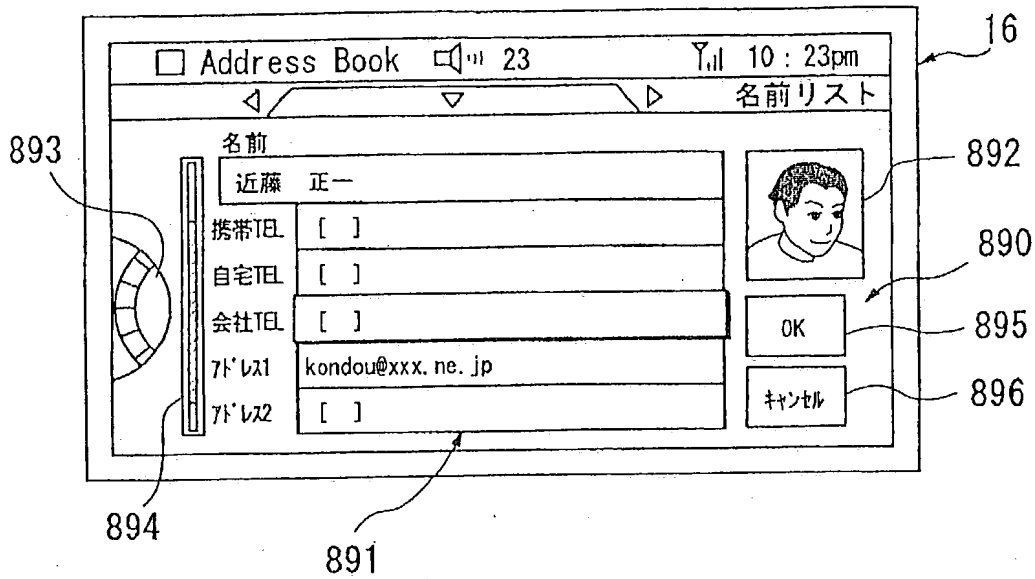 16
Address Book 23 10:23pm
名前リスト
893
名前
892
近藤 正一
携帯TEL [ ]
890
自宅TEL [ ]
会社TEL [ ]
OK
895
ｱﾄﾞﾚｽ1 kondou@xxx.ne.jp
ｷｬﾝｾﾙ
896
ｱﾄﾞﾚｽ2 [ ]
894
891